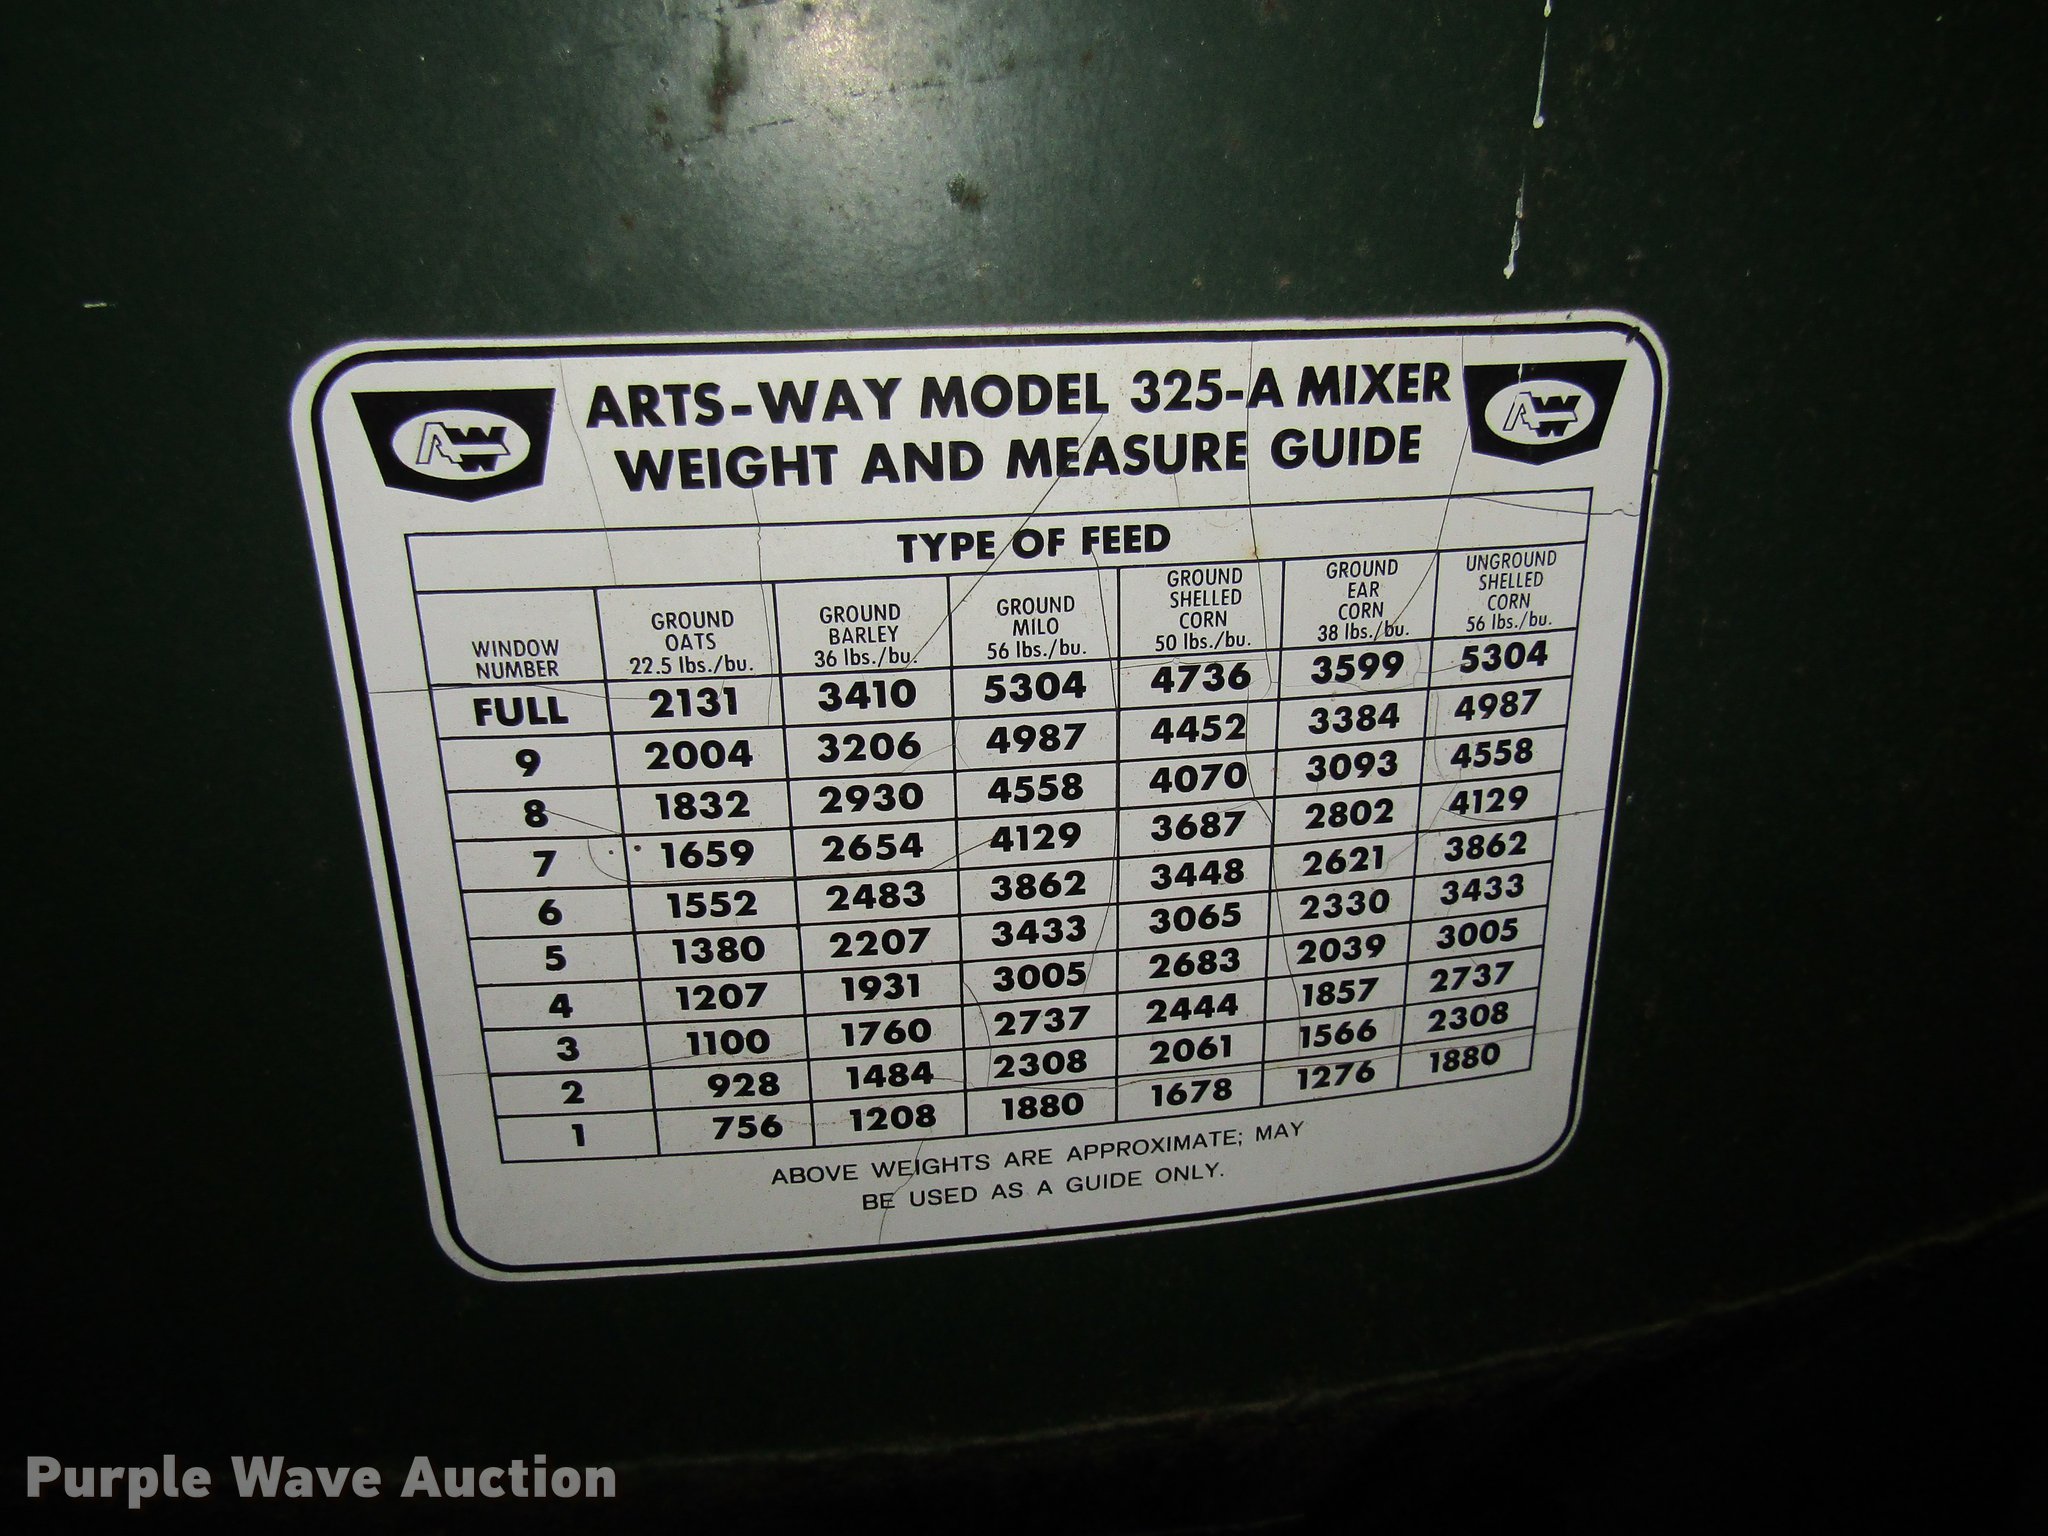 ARTS-WAY MODEL 325-A MIXER
WEIGHT AND MEASURE GUIDE
AW
AW
TYPE OF FEED
WINDOW NUMBER GROUND OATS 22.5 lbs./bu. GROUND BARLEY 36 lbs./bu. GROUND MILO 56 lbs./bu. GROUND SHELLED CORN 50 lbs./bu. GROUND EAR CORN 38 lbs./bu. UNGROUND SHELLED CORN 56 lbs./bu.
FULL 2131 3410 5304 4736 3599 5304
9 2004 3206 4987 4452 3384 4987
8 1832 2930 4558 4070 3093 4558
7 1659 2654 4129 3687 2802 4129
6 1552 2483 3862 3448 2621 3862
5 1380 2207 3433 3065 2330 3433
4 1207 1931 3005 2683 2039 3005
3 1100 1760 2737 2444 1857 2737
2 928 1484 2308 2061 1566 2308
1 756 1208 1880 1678 1276 1880
ABOVE WEIGHTS ARE APPROXIMATE; MAY
BE USED AS A GUIDE ONLY.
Purple Wave Auction